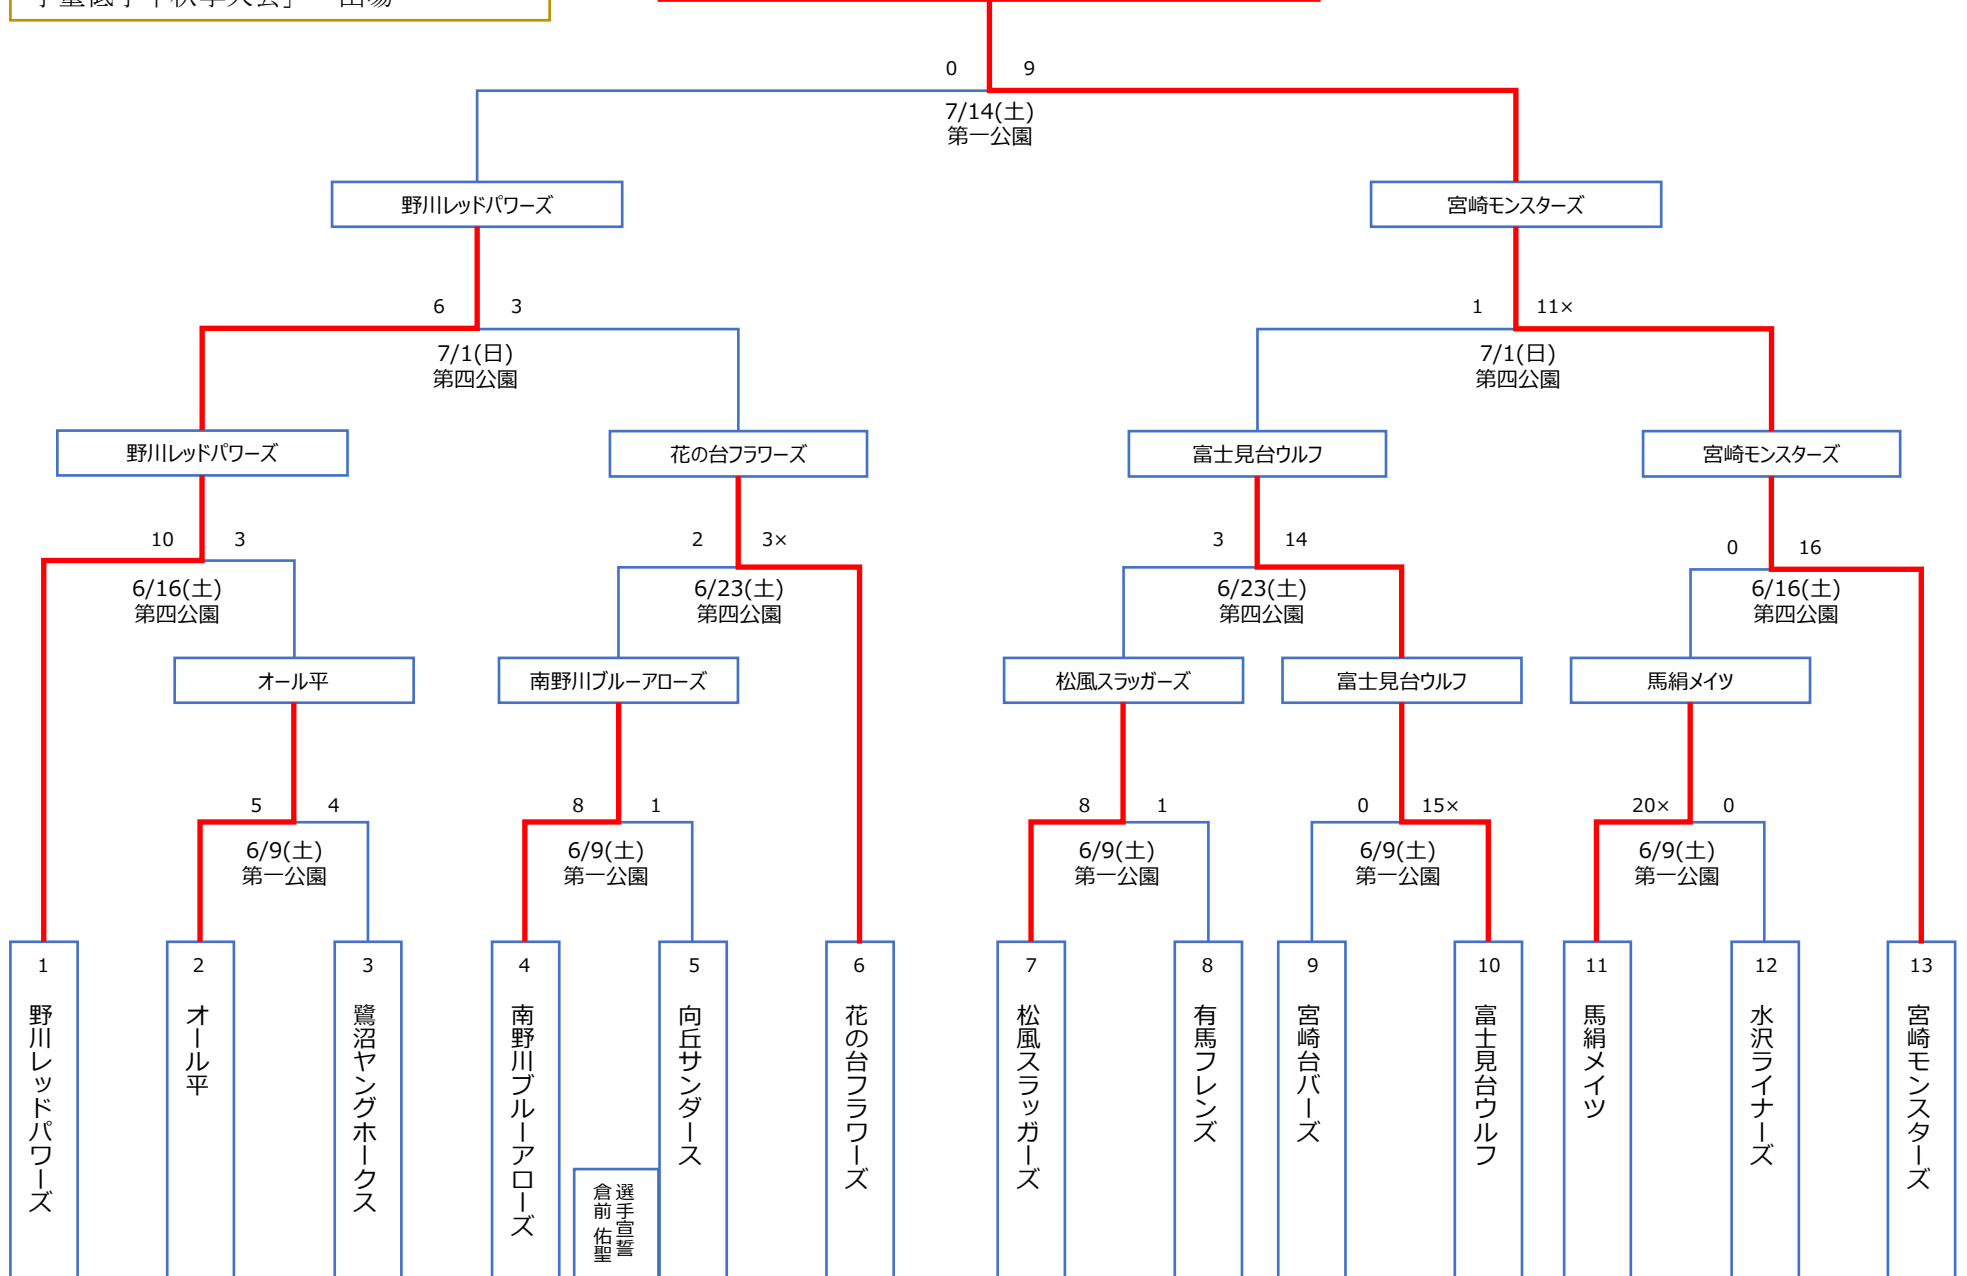 0 9
7/14(土)
第一公園
野川レッドパワーズ
宮崎モンスターズ
6 3
1 11×
7/1(日)
第四公園
7/1(日)
第四公園
野川レッドパワーズ
花の台フラワーズ
富士見台ウルフ
宮崎モンスターズ
10 3
2 3×
3 14
0 16
6/16(土)
第四公園
6/23(土)
第四公園
6/23(土)
第四公園
6/16(土)
第四公園
オール平
南野川ブルーアローズ
松風スラッガーズ
富士見台ウルフ
馬絹メイツ
5 4
8 1
8 1
0 15×
20× 0
6/9(土)
第一公園
6/9(土)
第一公園
6/9(土)
第一公園
6/9(土)
第一公園
6/9(土)
第一公園
1
野川レッドパワーズ
2
オール平
3
鷺沼ヤングホークス
4
南野川ブルーアローズ
5
向丘サンダース
6
花の台フラワーズ
7
松風スラッガーズ
8
有馬フレンズ
9
宮崎台バーズ
10
富士見台ウルフ
11
馬絹メイツ
12
水沢ライナーズ
13
宮崎モンスターズ
選手宣誓
倉前 佑聖